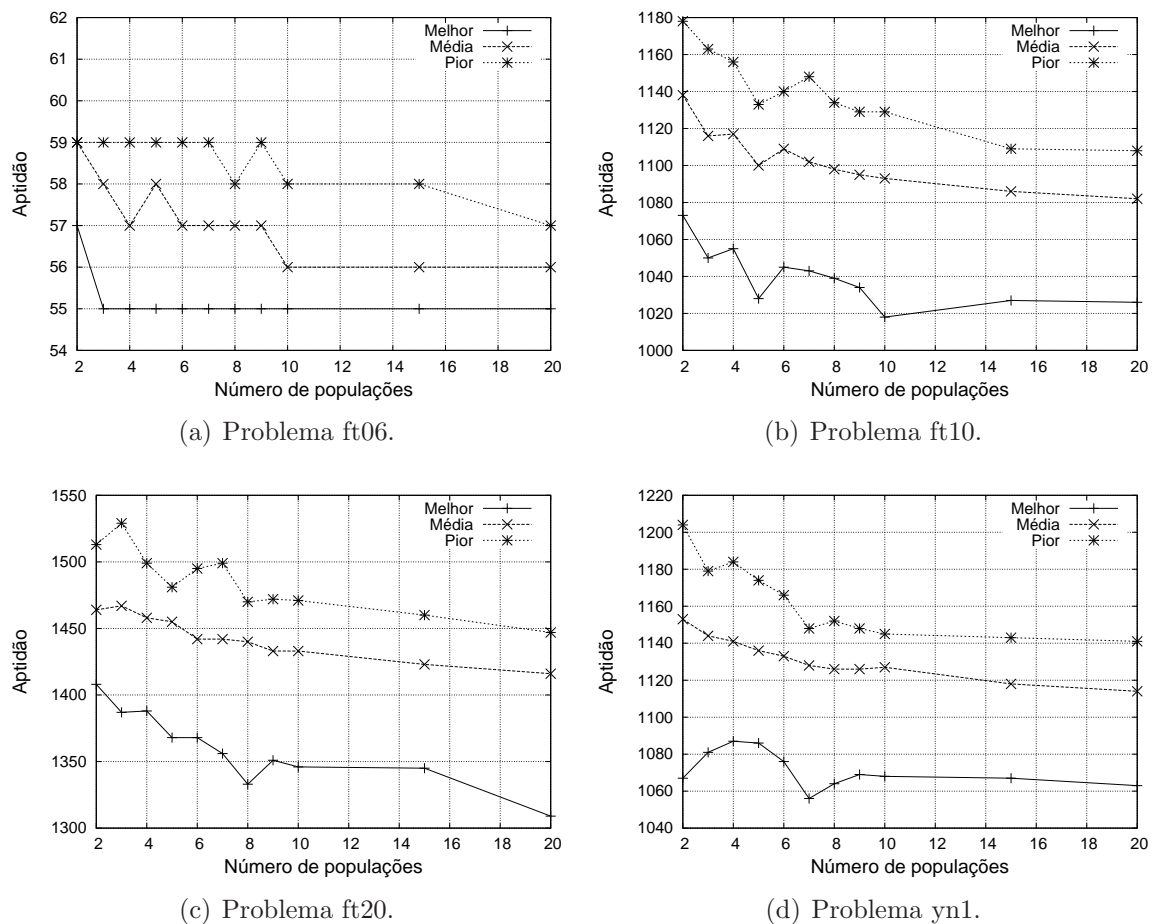 62
61
60
59
58
57
56
55
54
Aptidão
2 4 6 8 10 12 14 16 18 20
Número de populações
Melhor
Média
Pior
(a) Problema ft06.
1180
1160
1140
1120
1100
1080
1060
1040
1020
1000
Aptidão
2 4 6 8 10 12 14 16 18 20
Número de populações
Melhor
Média
Pior
(b) Problema ft10.
1550
1500
1450
1400
1350
1300
Aptidão
2 4 6 8 10 12 14 16 18 20
Número de populações
Melhor
Média
Pior
(c) Problema ft20.
1220
1200
1180
1160
1140
1120
1100
1080
1060
1040
Aptidão
2 4 6 8 10 12 14 16 18 20
Número de populações
Melhor
Média
Pior
(d) Problema yn1.